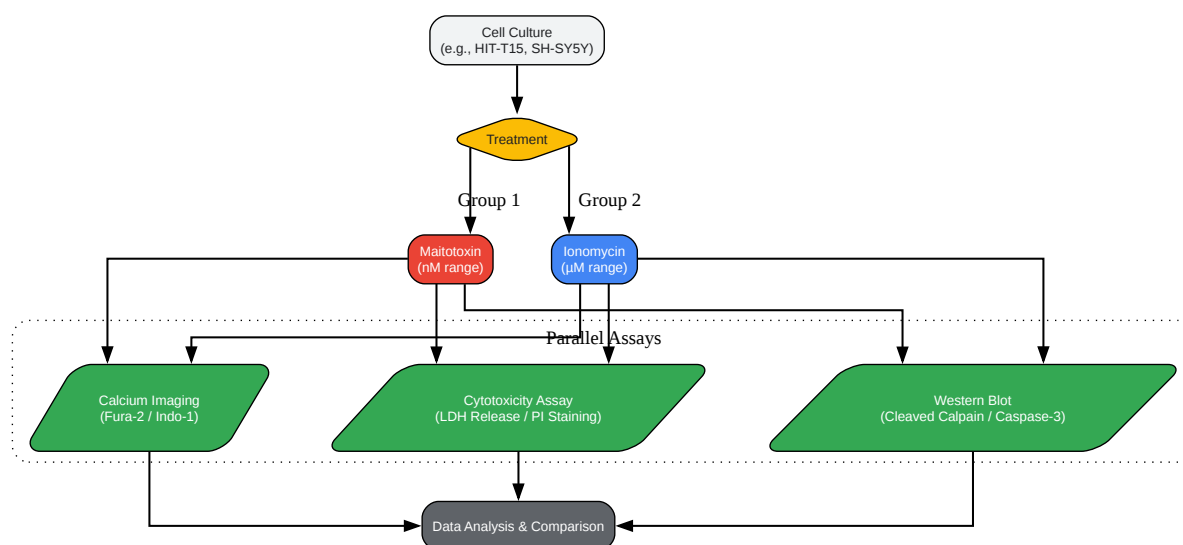 Cell Culture
(e.g., HIT-T15, SH-SY5Y)
Treatment
Group 1
Group 2
Maitotoxin
(nM range)
Ionomycin
(µM range)
Parallel Assays
Calcium Imaging
(Fura-2 / Indo-1)
Cytotoxicity Assay
(LDH Release / PI Staining)
Western Blot
(Cleaved Calpain / Caspase-3)
Data Analysis & Comparison